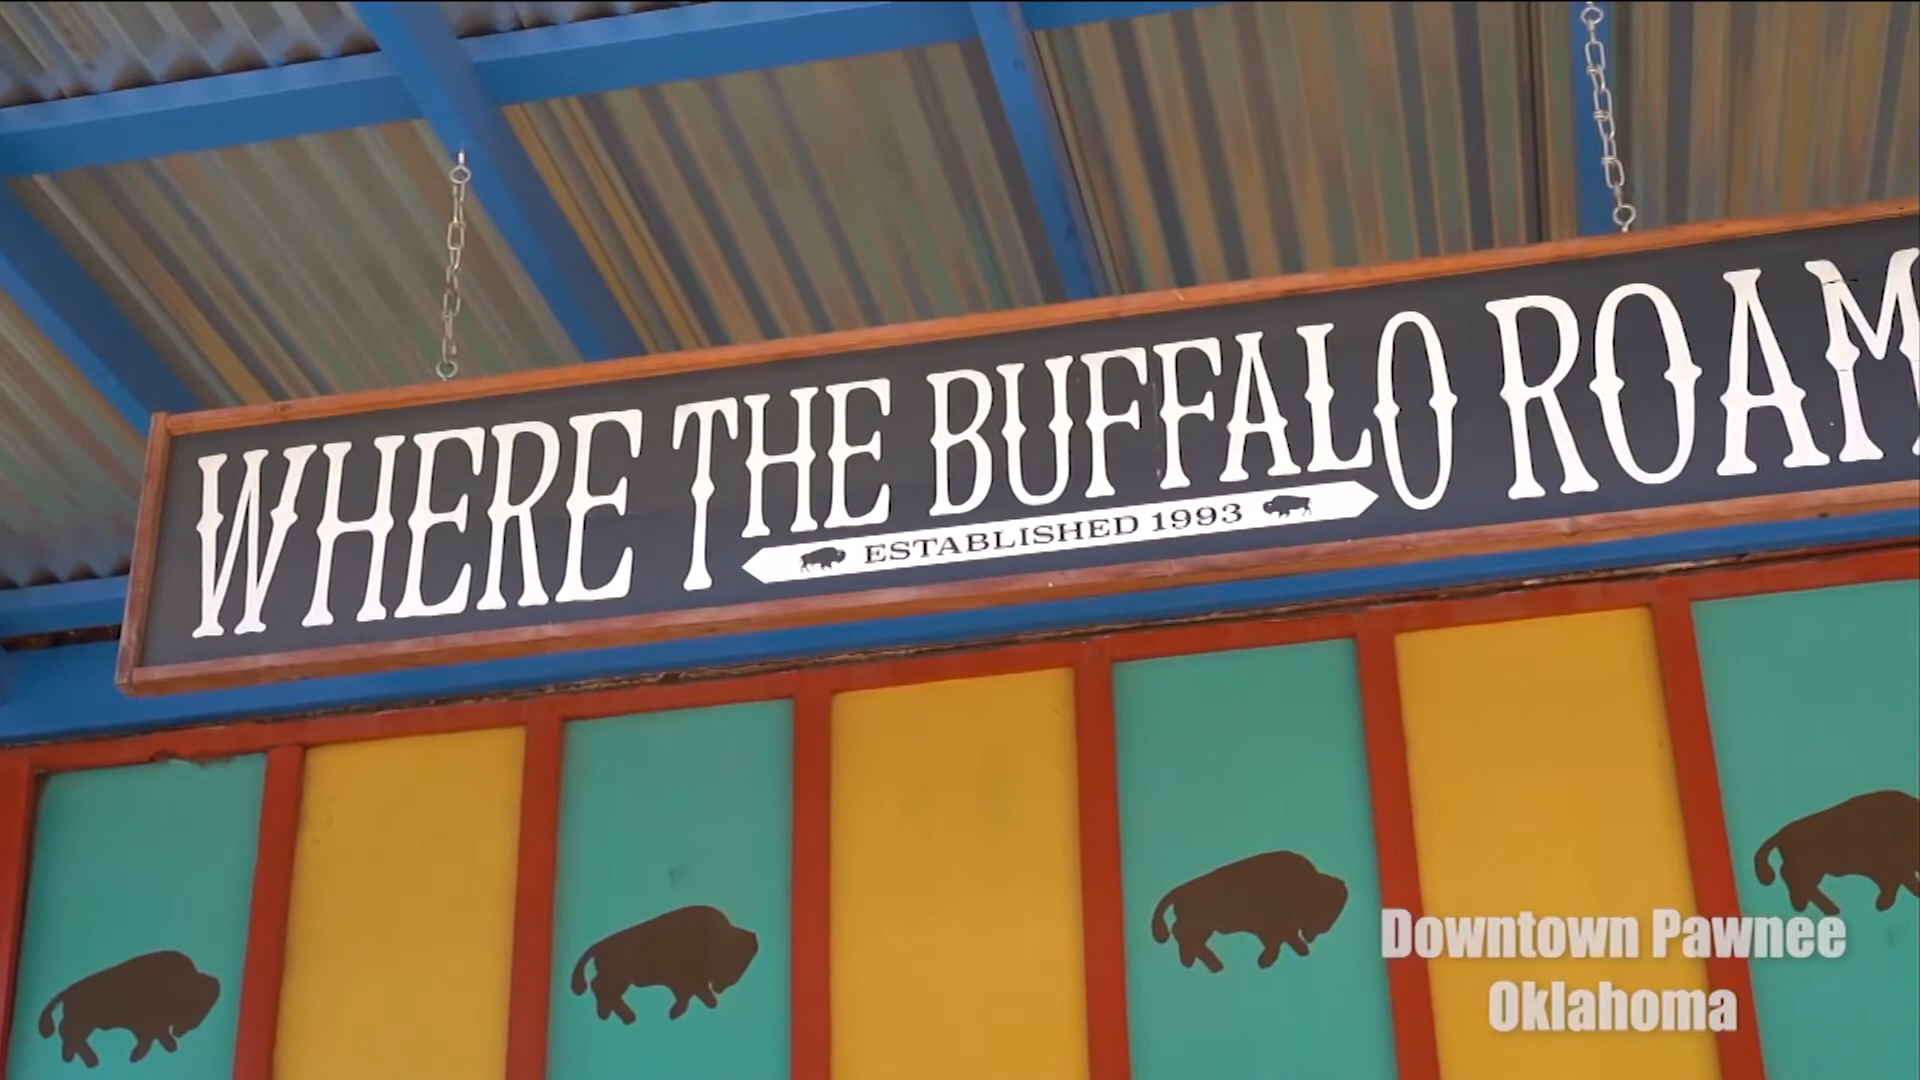 WHERE THE BUFFALO ROAM
ESTABLISHED 1993
Downtown Pawnee
Oklahoma